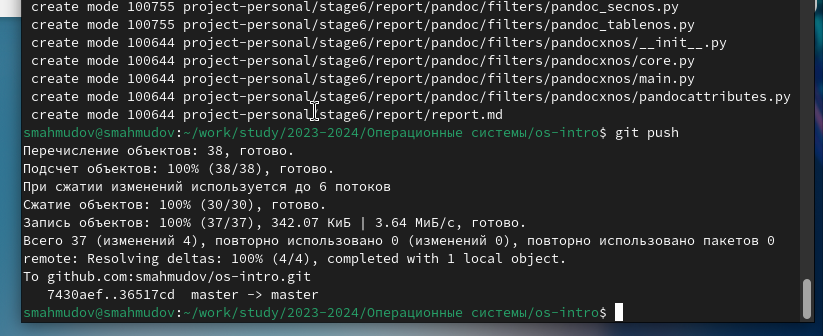 create mode 100755 project-personal/stage6/report/pandoc/filters/pandoc_secnos.py
create mode 100755 project-personal/stage6/report/pandoc/filters/pandoc_tablenos.py
create mode 100644 project-personal/stage6/report/pandoc/filters/pandocxnos/__init__.py
create mode 100644 project-personal/stage6/report/pandoc/filters/pandocxnos/core.py
create mode 100644 project-personal/stage6/report/pandoc/filters/pandocxnos/main.py
create mode 100644 project-personal/stage6/report/pandoc/filters/pandocxnos/pandocattributes.py
create mode 100644 project-personal/stage6/report/report.md
smahmudov@smahmudov:~/work/study/2023-2024/Операционные системы/os-intro$ git push
Перечисление объектов: 38, готово.
Подсчет объектов: 100% (38/38), готово.
При сжатии изменений используется до 6 потоков
Сжатие объектов: 100% (30/30), готово.
Запись объектов: 100% (37/37), 342.07 КиБ | 3.64 МиБ/с, готово.
Всего 37 (изменений 4), повторно использовано 0 (изменений 0), повторно использовано пакетов 0
remote: Resolving deltas: 100% (4/4), completed with 1 local object.
To github.com:smahmudov/os-intro.git
7430aef..36517cd  master -> master
smahmudov@smahmudov:~/work/study/2023-2024/Операционные системы/os-intro$